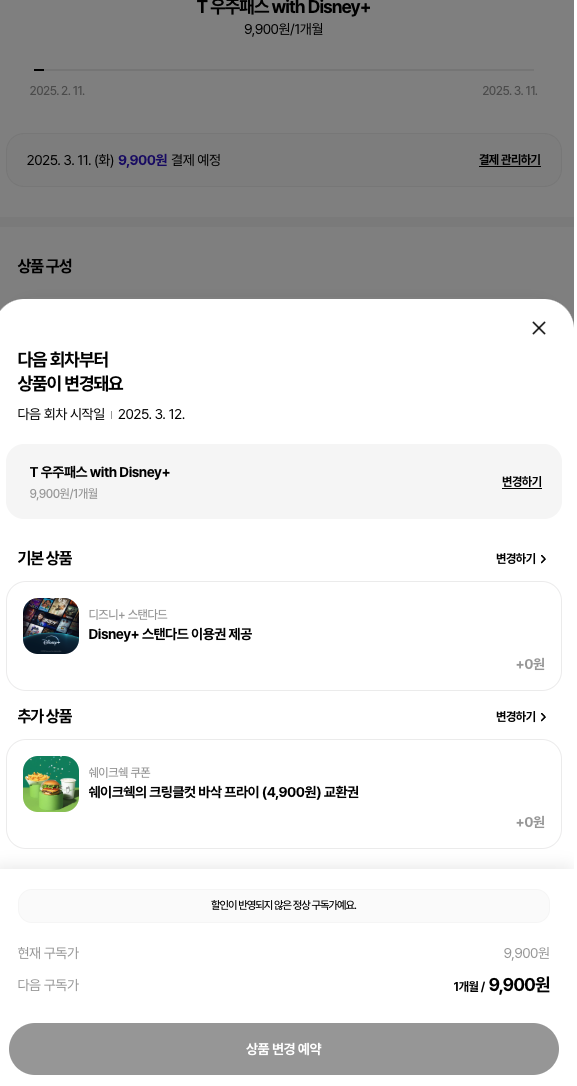 T 우주패스 with Disney+
9,900원/1개월
2025. 2. 11.
2025. 3. 11.
2025. 3. 11. (화) 9,900원 결제 예정
결제 관리하기
상품 구성
다음 회차부터
상품이 변경돼요
다음 회차 시작일 | 2025. 3. 12.
T 우주패스 with Disney+
9,900원/1개월
변경하기
기본 상품
변경하기
디즈니+ 스탠다드
Disney+ 스탠다드 이용권 제공
+0원
추가 상품
변경하기
쉐이크쉑 쿠폰
쉐이크쉑의 크링클컷 바삭 프라이 (4,900원) 교환권
+0원
할인이 반영되지 않은 정상 구독가예요.
현재 구독가
9,900원
다음 구독가
1개월 / 9,900원
상품 변경 예약